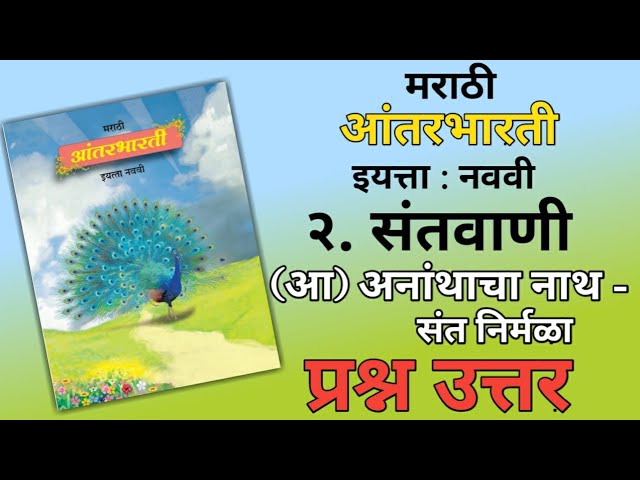 मराठी
आंतरभारती
इयत्ता नववी
मराठी
आंतरभारती
इयत्ता : नववी
२. संतवाणी
(आ) अनांथाचा नाथ -
संत निर्मळा
प्रश्न उत्तर